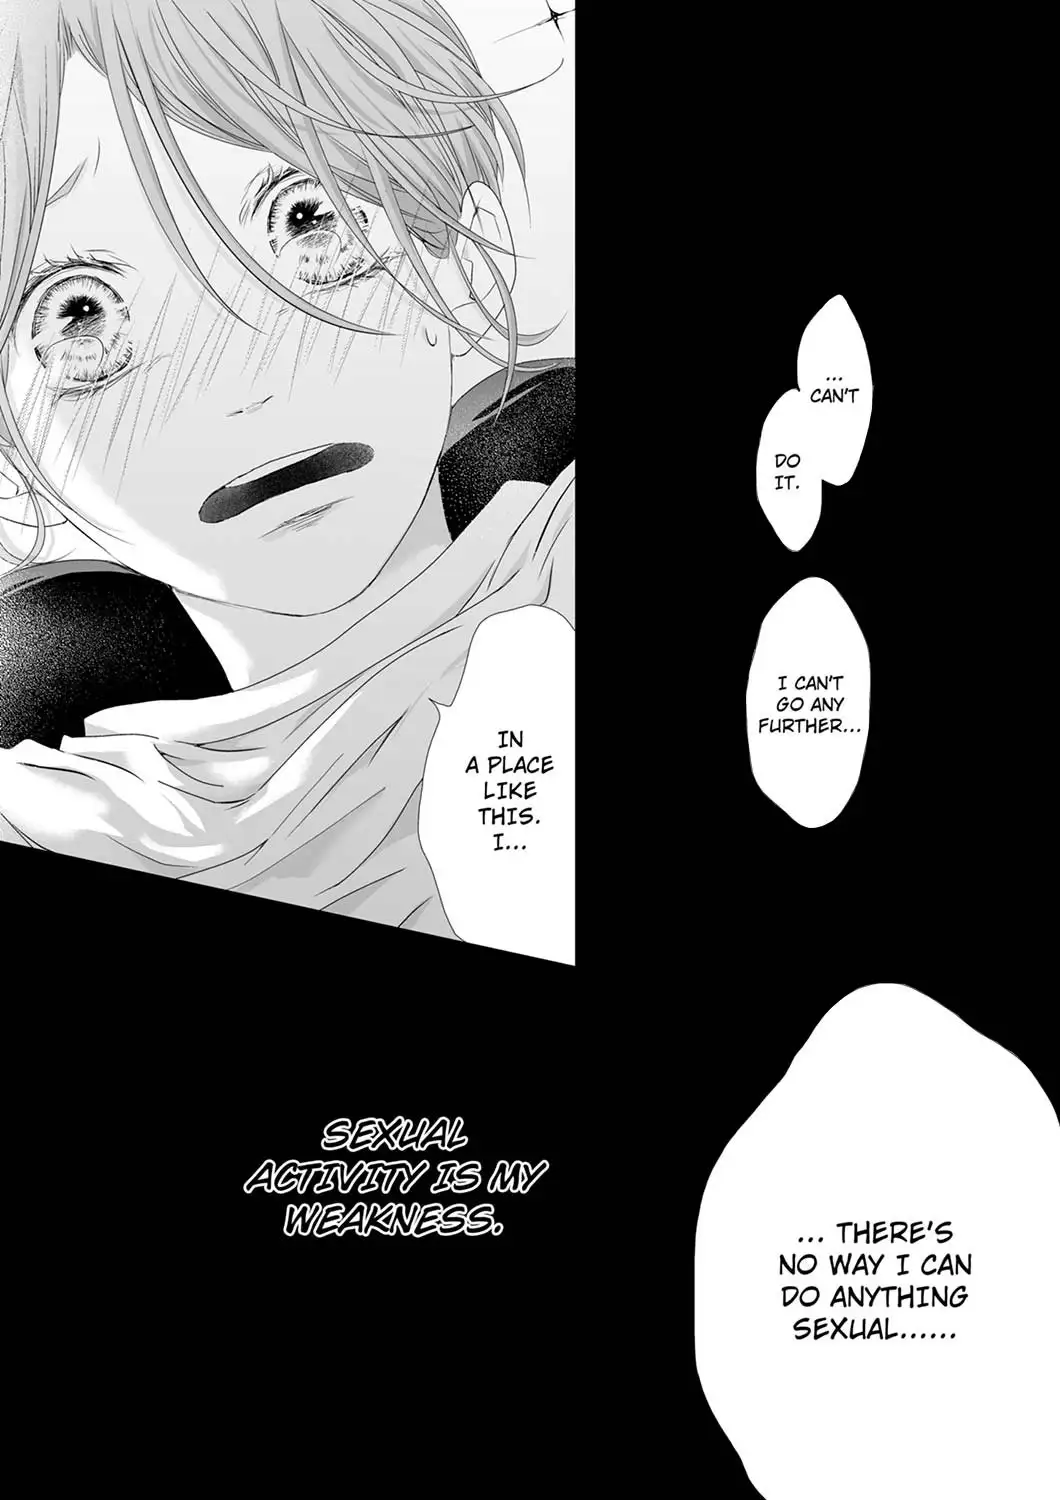 ...
CAN'T
DO
IT.
I CAN'T
GO ANY
FURTHER...
IN
A PLACE
LIKE
THIS.
I...
... THERE'S
NO WAY I CAN
DO ANYTHING
SEXUAL......
SEXUAL
ACTIVITY IS MY
WEAKNESS.